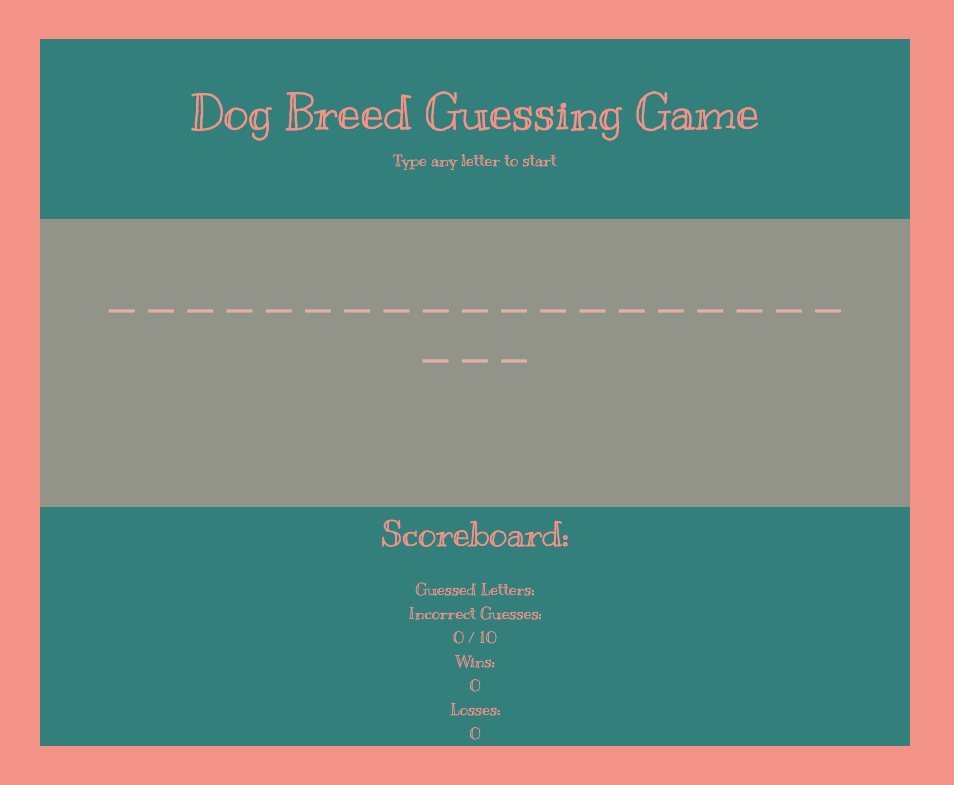 Dog Breed Guessing Game
Type any letter to start
_ _ _ _ _ _ _ _ _ _ _ _ _ _ _ _ _ _ _
_ _ _
Scoreboard:
Guessed Letters:
Incorrect Guesses:
0 / 10
Wins:
0
Losses:
0